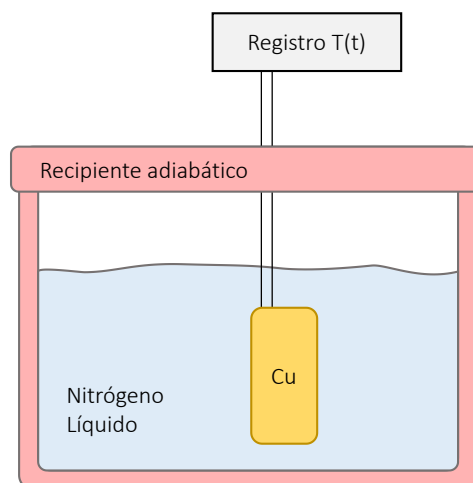 Registro T(t)
Recipiente adiabático
Cu
Nitrógeno
Líquido